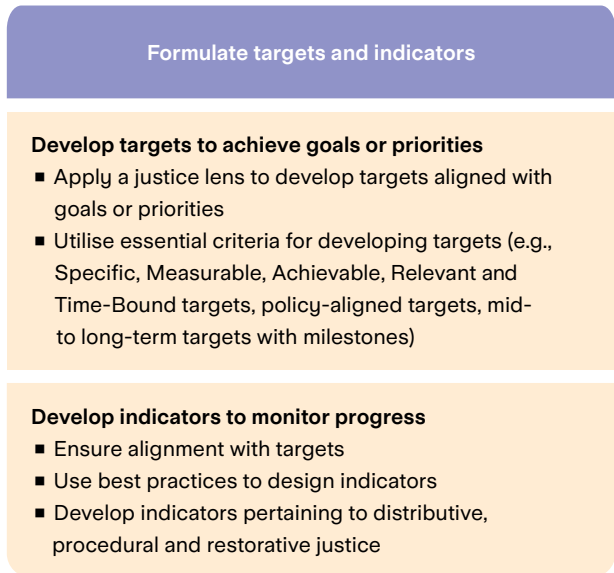 Formulate targets and indicators
Develop targets to achieve goals or priorities
▪ Apply a justice lens to develop targets aligned with
goals or priorities
▪ Utilise essential criteria for developing targets (e.g.,
Specific, Measurable, Achievable, Relevant and
Time-Bound targets, policy-aligned targets, mid-
to long-term targets with milestones)
Develop indicators to monitor progress
▪ Ensure alignment with targets
▪ Use best practices to design indicators
▪ Develop indicators pertaining to distributive,
procedural and restorative justice